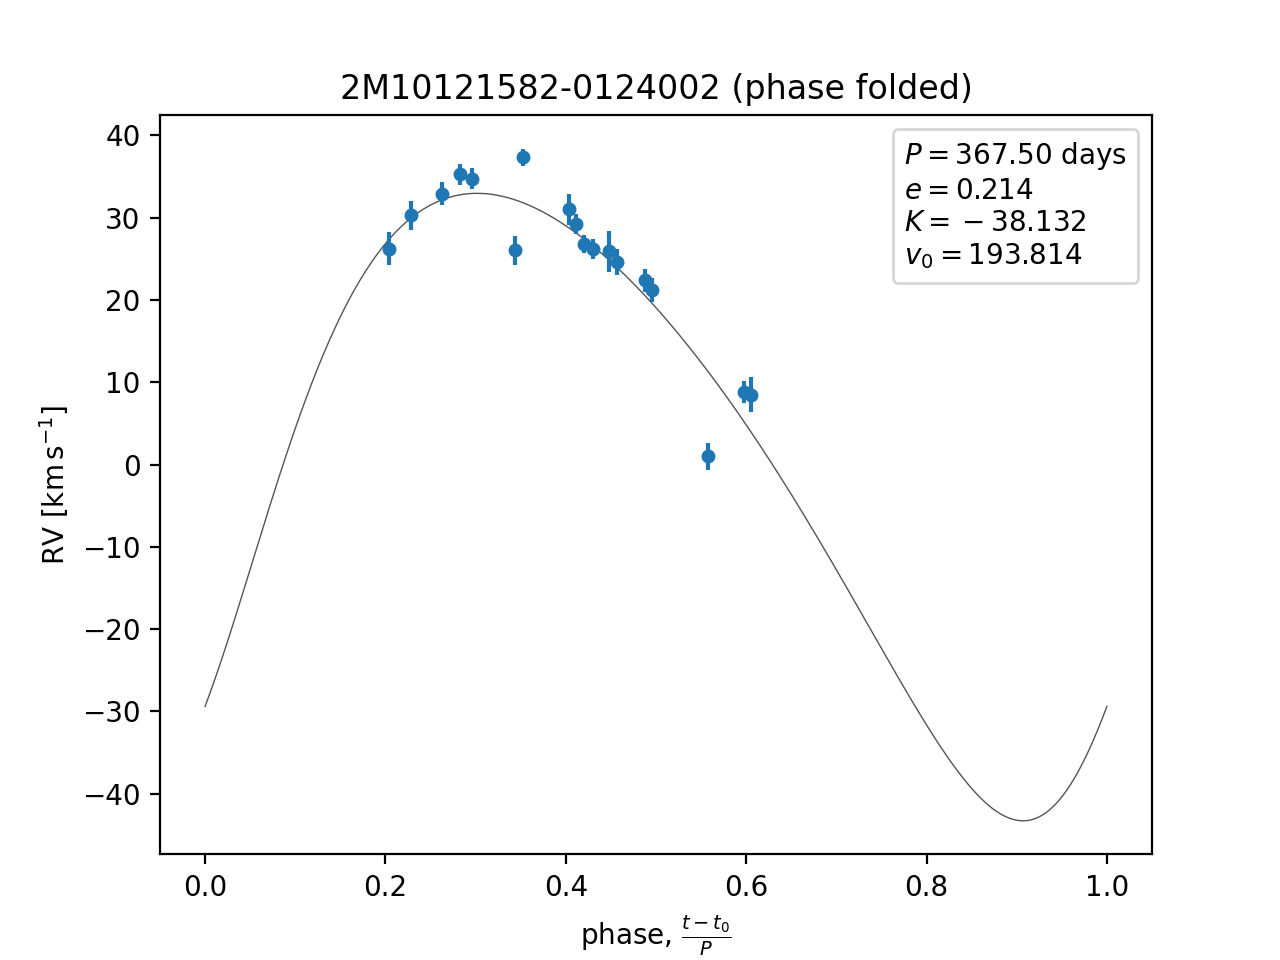 2M10121582-0124002 (phase folded)
P = 367.50 days
e = 0.214
K = −38.132
v₀ = 193.814
RV [km s⁻¹]
40
30
20
10
0
−10
−20
−30
−40
0.0 0.2 0.4 0.6 0.8 1.0
phase, (t − t₀)/P